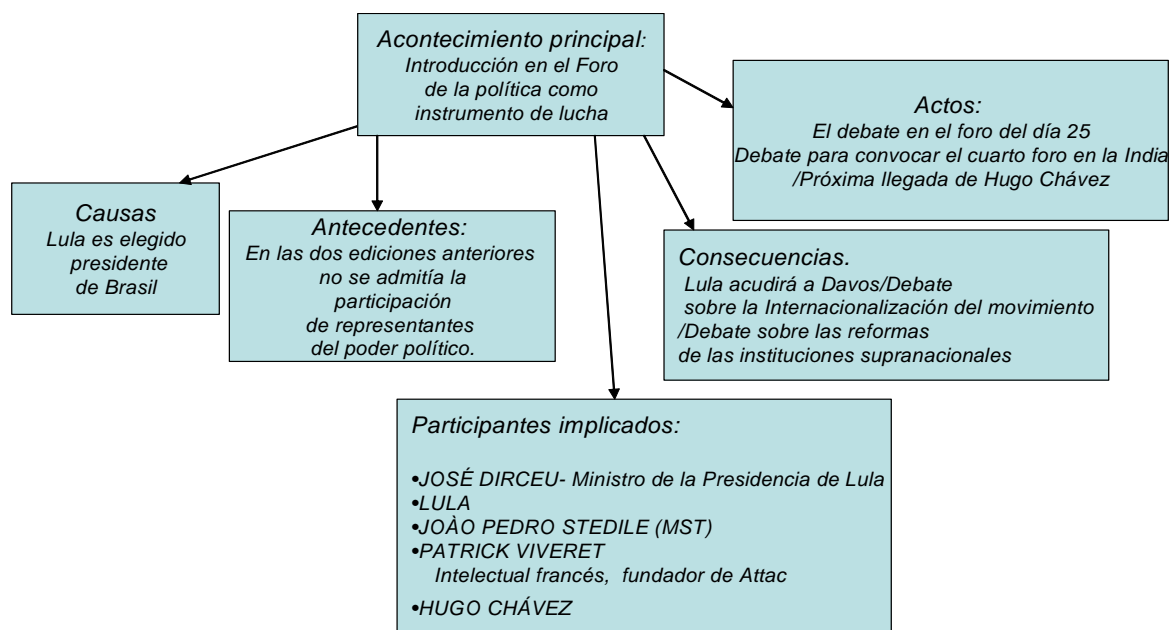 Acontecimiento principal:
Introducción en el Foro
de la política como
instrumento de lucha
Actos:
El debate en el foro del día 25
Debate para convocar el cuarto foro en la India
/Próxima llegada de Hugo Chávez
Causas
Lula es elegido
presidente
de Brasil
Antecedentes:
En las dos ediciones anteriores
no se admitía la
participación
de representantes
del poder político.
Consecuencias.
Lula acudirá a Davos/Debate
sobre la Internacionalización del movimiento
/Debate sobre las reformas
de las instituciones supranacionales
Participantes implicados:
•JOSÉ DIRCEU- Ministro de la Presidencia de Lula
•LULA
•JOÀO PEDRO STEDILE (MST)
•PATRICK VIVERET
Intelectual francés, fundador de Attac
•HUGO CHÁVEZ